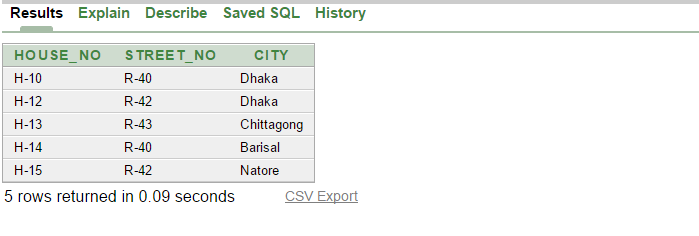 Results Explain Describe Saved SQL History
HOUSE_NO STREET_NO CITY
H-10 R-40 Dhaka
H-12 R-42 Dhaka
H-13 R-43 Chittagong
H-14 R-40 Barisal
H-15 R-42 Natore
5 rows returned in 0.09 seconds CSV Export